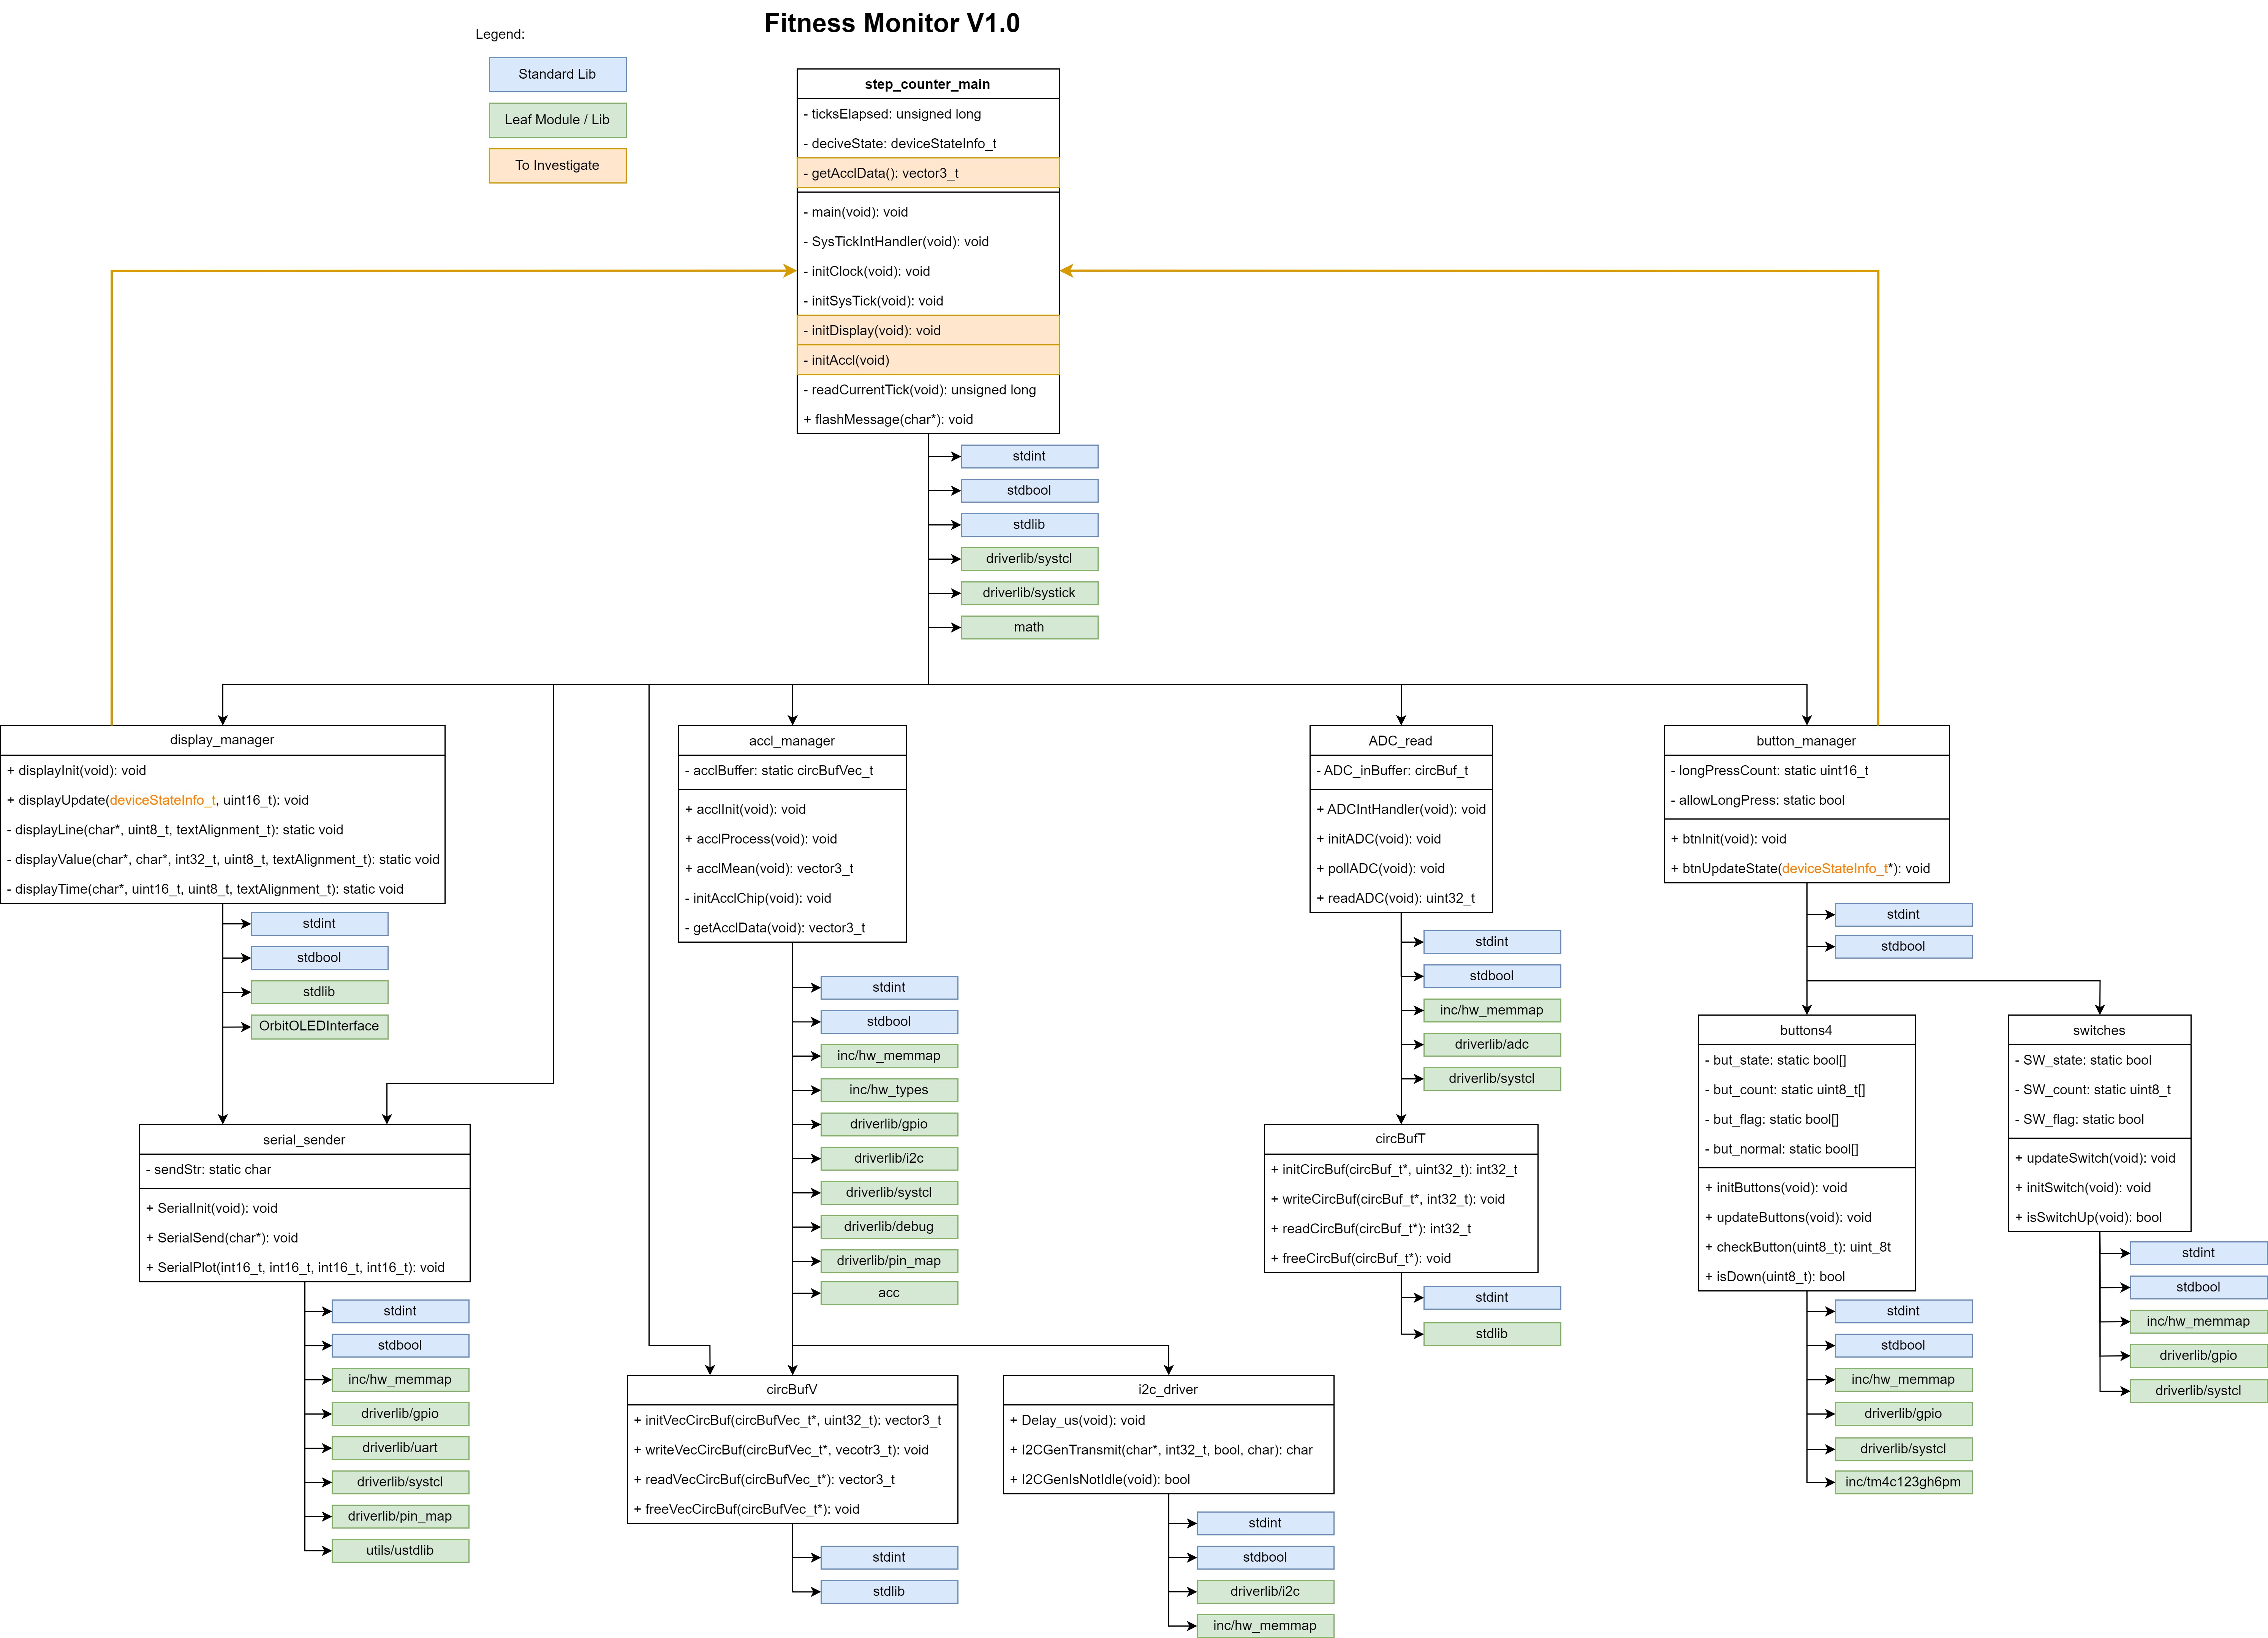 Fitness Monitor V1.0
Legend:
Standard Lib
Leaf Module / Lib
To Investigate
step_counter_main
- ticksElapsed: unsigned long
- deciveState: deviceStateInfo_t
- getAcclData(): vector3_t
- main(void): void
- SysTickIntHandler(void): void
- initClock(void): void
- initSysTick(void): void
- initDisplay(void): void
- initAccl(void)
- readCurrentTick(void): unsigned long
+ flashMessage(char*): void
stdint
stdbool
stdlib
driverlib/systcl
driverlib/systick
math
display_manager
+ displayInit(void): void
+ displayUpdate(deviceStateInfo_t, uint16_t): void
- displayLine(char*, uint8_t, textAlignment_t): static void
- displayValue(char*, char*, int32_t, uint8_t, textAlignment_t): static void
- displayTime(char*, uint16_t, uint8_t, textAlignment_t): static void
stdint
stdbool
stdlib
OrbitOLEDInterface
serial_sender
- sendStr: static char
+ SerialInit(void): void
+ SerialSend(char*): void
+ SerialPlot(int16_t, int16_t, int16_t, int16_t): void
stdint
stdbool
inc/hw_memmap
driverlib/gpio
driverlib/uart
driverlib/systcl
driverlib/pin_map
utils/ustdlib
accl_manager
- acclBuffer: static circBufVec_t
+ acclInit(void): void
+ acclProcess(void): void
+ acclMean(void): vector3_t
- initAcclChip(void): void
- getAcclData(void): vector3_t
stdint
stdbool
inc/hw_memmap
inc/hw_types
driverlib/gpio
driverlib/i2c
driverlib/systcl
driverlib/debug
driverlib/pin_map
acc
circBufV
+ initVecCircBuf(circBufVec_t*, uint32_t): vector3_t
+ writeVecCircBuf(circBufVec_t*, vecotr3_t): void
+ readVecCircBuf(circBufVec_t*): vector3_t
+ freeVecCircBuf(circBufVec_t*): void
stdint
stdlib
i2c_driver
+ Delay_us(void): void
+ I2CGenTransmit(char*, int32_t, bool, char): char
+ I2CGenIsNotIdle(void): bool
stdint
stdbool
driverlib/i2c
inc/hw_memmap
ADC_read
- ADC_inBuffer: circBuf_t
+ ADCIntHandler(void): void
+ initADC(void): void
+ pollADC(void): void
+ readADC(void): uint32_t
stdint
stdbool
inc/hw_memmap
driverlib/adc
driverlib/systcl
circBufT
+ initCircBuf(circBuf_t*, uint32_t): int32_t
+ writeCircBuf(circBuf_t*, int32_t): void
+ readCircBuf(circBuf_t*): int32_t
+ freeCircBuf(circBuf_t*): void
stdint
stdlib
button_manager
- longPressCount: static uint16_t
- allowLongPress: static bool
+ btnInit(void): void
+ btnUpdateState(deviceStateInfo_t*): void
stdint
stdbool
buttons4
- but_state: static bool[]
- but_count: static uint8_t[]
- but_flag: static bool[]
- but_normal: static bool[]
+ initButtons(void): void
+ updateButtons(void): void
+ checkButton(uint8_t): uint_8t
+ isDown(uint8_t): bool
stdint
stdbool
inc/hw_memmap
driverlib/gpio
driverlib/systcl
inc/tm4c123gh6pm
switches
- SW_state: static bool
- SW_count: static uint8_t
- SW_flag: static bool
+ updateSwitch(void): void
+ initSwitch(void): void
+ isSwitchUp(void): bool
stdint
stdbool
inc/hw_memmap
driverlib/gpio
driverlib/systcl